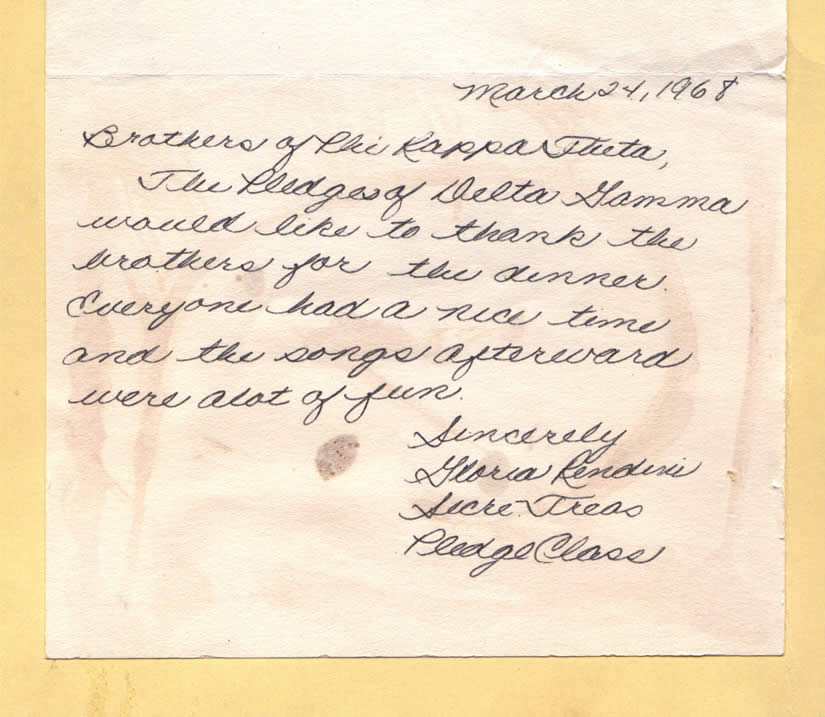 March 24, 1968
Brothers of Phi Kappa Theta,
The Pledges of Delta Gamma
would like to thank the
brothers for the dinner.
Everyone had a nice time
and the songs afterward
were alot of fun.
Sincerely
Gloria
Secre-Treas
Pledge Class